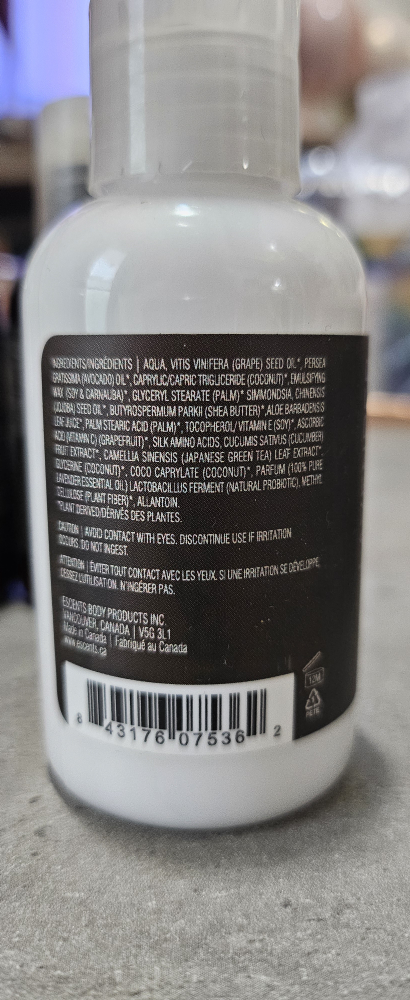 INGREDIENTS/INGRÉDIENTS | AQUA, VITIS VINIFERA (GRAPE) SEED OIL*, PERSEA
GRATISSIMA (AVOCADO) OIL*, CAPRYLIC/CAPRIC TRIGLICERIDE (COCONUT)*, EMULSIFYING
WAX (SOY & CARNAUBA)*, GLYCERYL STEARATE (PALM)* SIMMONDSIA, CHINENSIS
(JOJOBA) SEED OIL*, BUTYROSPERMUM PARKII (SHEA BUTTER)*, ALOE BARBADENSIS
LEAF JUICE*, PALM STEARIC ACID (PALM)*, TOCOPHEROL/VITAMIN E (SOY)*, ASCORBIC
ACID (VITAMIN C) (GRAPEFRUIT)*, SILK AMINO ACIDS, CUCUMIS SATIVUS (CUCUMBER)
FRUIT EXTRACT*, CAMELLIA SINENSIS (JAPANESE GREEN TEA) LEAF EXTRACT*,
GLYCERINE (COCONUT)*, COCO CAPRYLATE (COCONUT)*, PARFUM (100% PURE
LAVENDER ESSENTIAL OIL) LACTOBACILLUS FERMENT (NATURAL PROBIOTIC), METHYL
CELLULOSE (PLANT FIBER)*, ALLANTOIN.
*PLANT DERIVED/DÉRIVÉS DES PLANTES.
CAUTION | AVOID CONTACT WITH EYES. DISCONTINUE USE IF IRRITATION
OCCURS. DO NOT INGEST.
ATTENTION | ÉVITER TOUT CONTACT AVEC LES YEUX. SI UNE IRRITATION SE DÉVELOPPE,
CESSEZ L'UTILISATION. N'INGÉRER PAS.
ESCENTS BODY PRODUCTS INC.
VANCOUVER, CANADA | V5G 3L1
Made in Canada | Fabriqué au Canada
www.escents.ca
12M
1
8 43176 07536 2